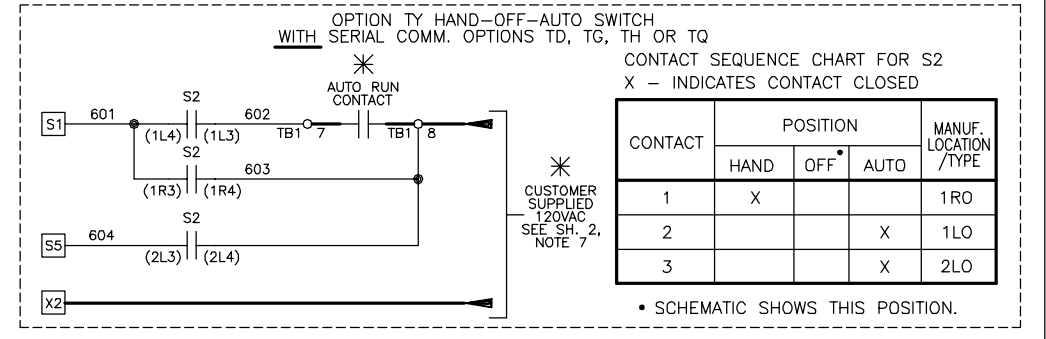 OPTION TY HAND-OFF-AUTO SWITCH
WITH SERIAL COMM. OPTIONS TD, TG, TH OR TQ
AUTO RUN
CONTACT
S1
601
S2
(1L4)
(1L3)
602
TB1
7
TB1
8
S2
(1R3)
(1R4)
603
S2
S5
604
(2L3)
(2L4)
X2
CUSTOMER
SUPPLIED
120VAC
SEE SH. 2,
NOTE 7
CONTACT SEQUENCE CHART FOR S2
X - INDICATES CONTACT CLOSED
CONTACT POSITION MANUF. LOCATION /TYPE
HAND OFF• AUTO
1 X 1RO
2 X 1LO
3 X 2LO
• SCHEMATIC SHOWS THIS POSITION.